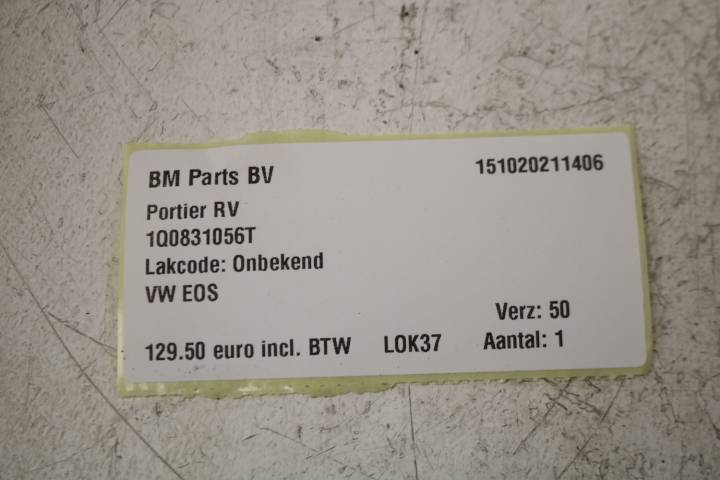 BM Parts BV 151020211406
Portier RV
1Q0831056T
Lakcode: Onbekend
VW EOS
Verz: 50
129.50 euro incl. BTW LOK37 Aantal: 1